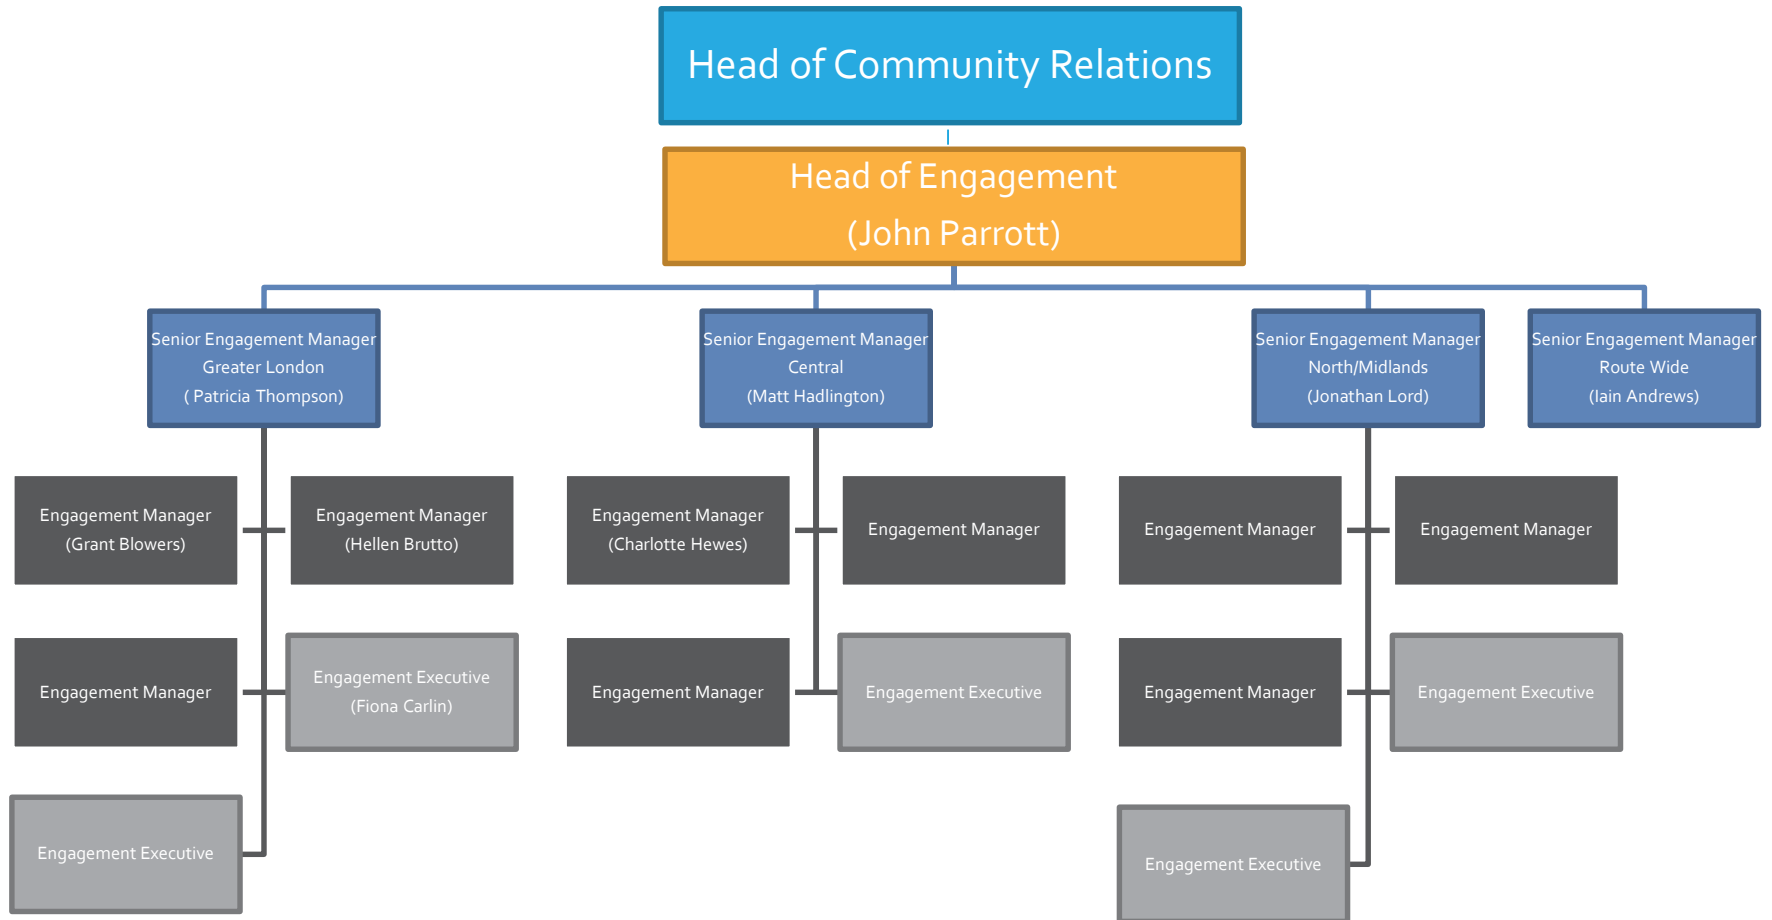 Head of Community Relations
Head of Engagement
(John Parrott)
Senior Engagement Manager
Greater London
( Patricia Thompson)
Senior Engagement Manager
Central
(Matt Hadlington)
Senior Engagement Manager
North/Midlands
(Jonathan Lord)
Senior Engagement Manager
Route Wide
(Iain Andrews)
Engagement Manager
(Grant Blowers)
Engagement Manager
(Hellen Brutto)
Engagement Manager
(Charlotte Hewes)
Engagement Manager
Engagement Manager
Engagement Manager
Engagement Manager
Engagement Executive
(Fiona Carlin)
Engagement Manager
Engagement Executive
Engagement Manager
Engagement Executive
Engagement Executive
Engagement Executive